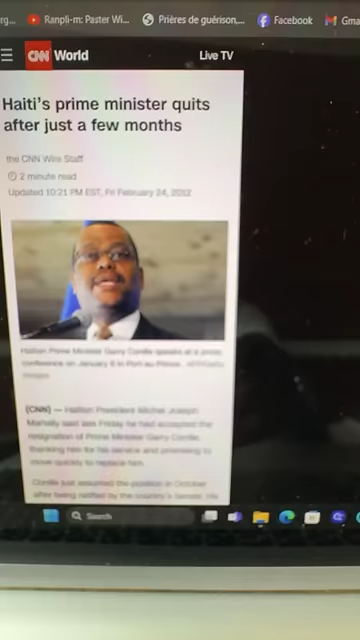 rg... Ranpli-m: Paster Wi... Prières de guérison,... Facebook Gma
CNN World Live TV
Haiti's prime minister quits
after just a few months
the CNN Wire Staff
2 minute read
Updated 10:21 PM EST, Fri February 24, 2012
Haitian Prime Minister Garry Conille speaks at a press
conference on January 6 in Port-au-Prince.
(CNN) — Haitian President Michel Joseph
Martelly said late Friday he had accepted the
resignation of Prime Minister Garry Conille,
thanking him for his service and promising to
move quickly to replace him.
Conille just assumed the position in October
after being ratified by the country's Senate. His
Search